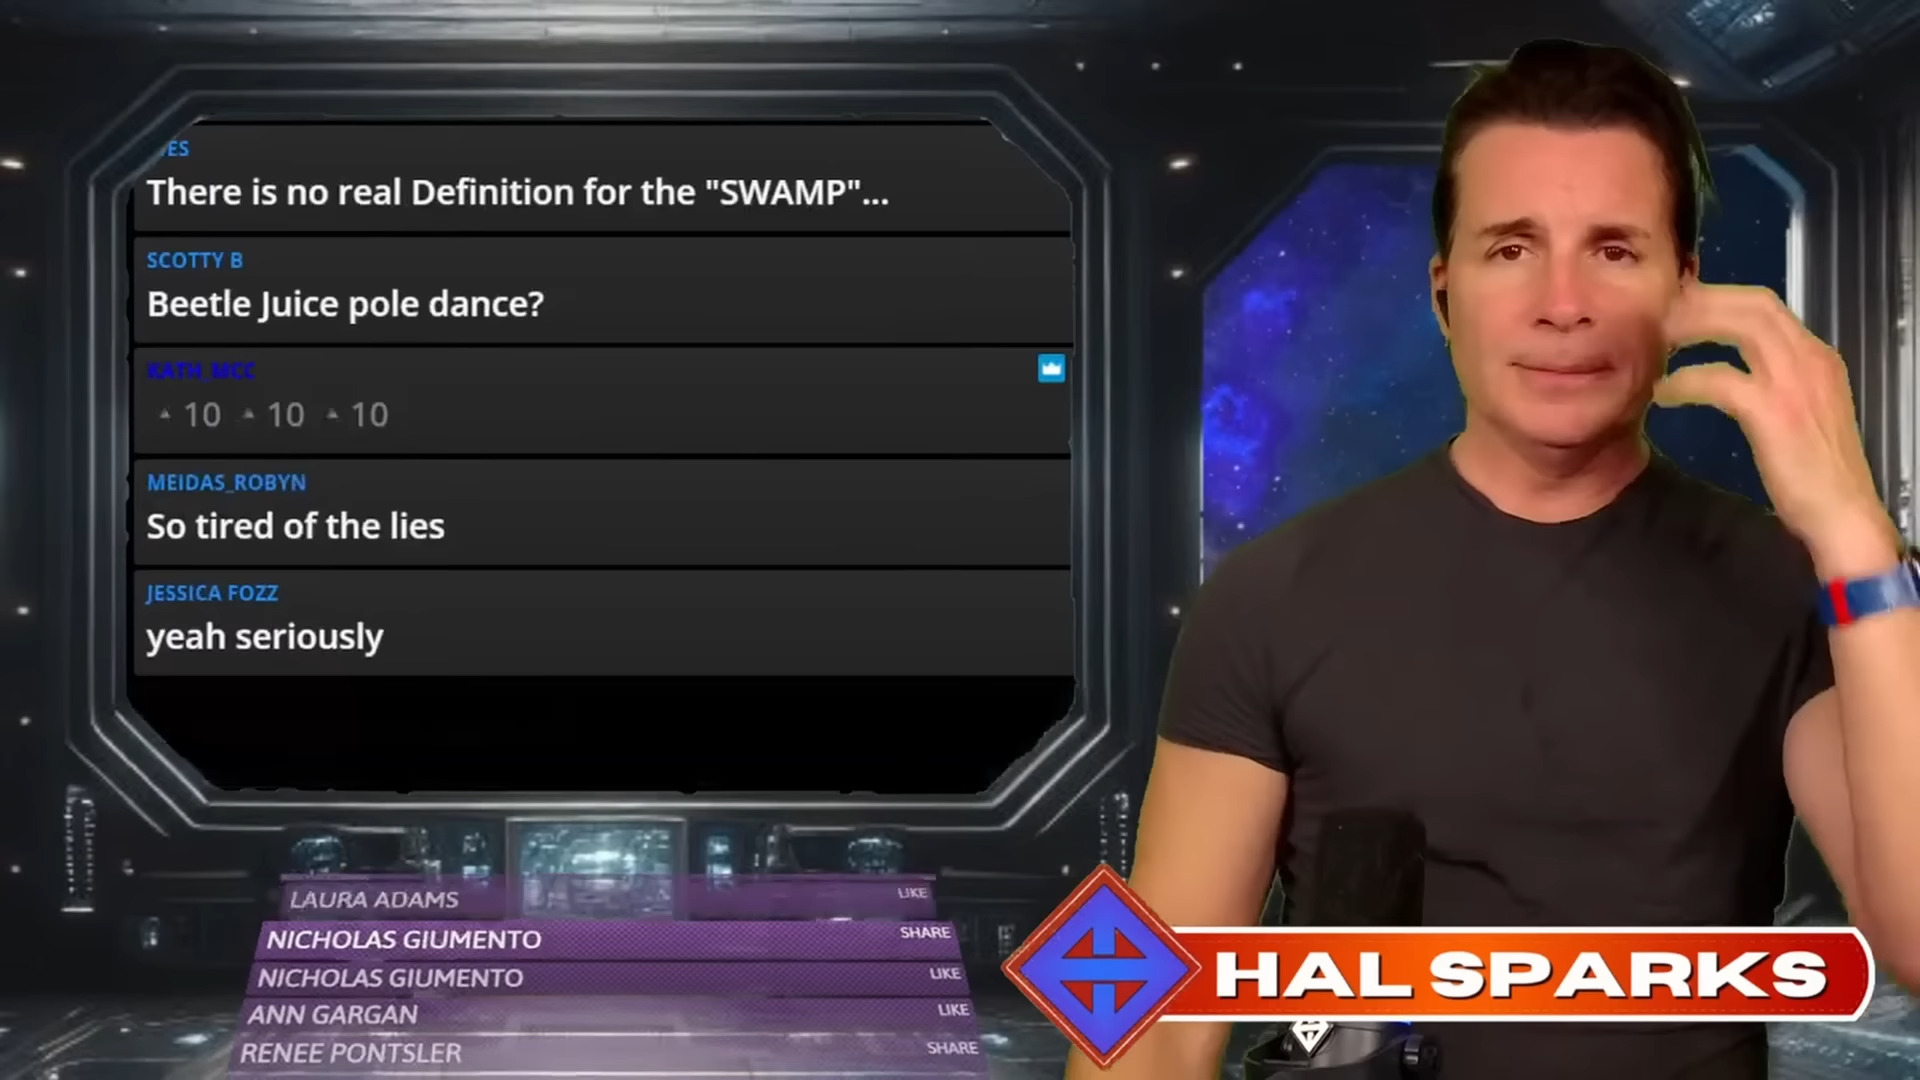 There is no real Definition for the "SWAMP"...
SCOTTY B
Beetle Juice pole dance?
KATH_MCC
10 10 10
MEIDAS_ROBYN
So tired of the lies
JESSICA FOZZ
yeah seriously
LAURA ADAMS LIKE
NICHOLAS GIUMENTO SHARE
NICHOLAS GIUMENTO LIKE
ANN GARGAN LIKE
RENEE PONTSLER SHARE
HAL SPARKS